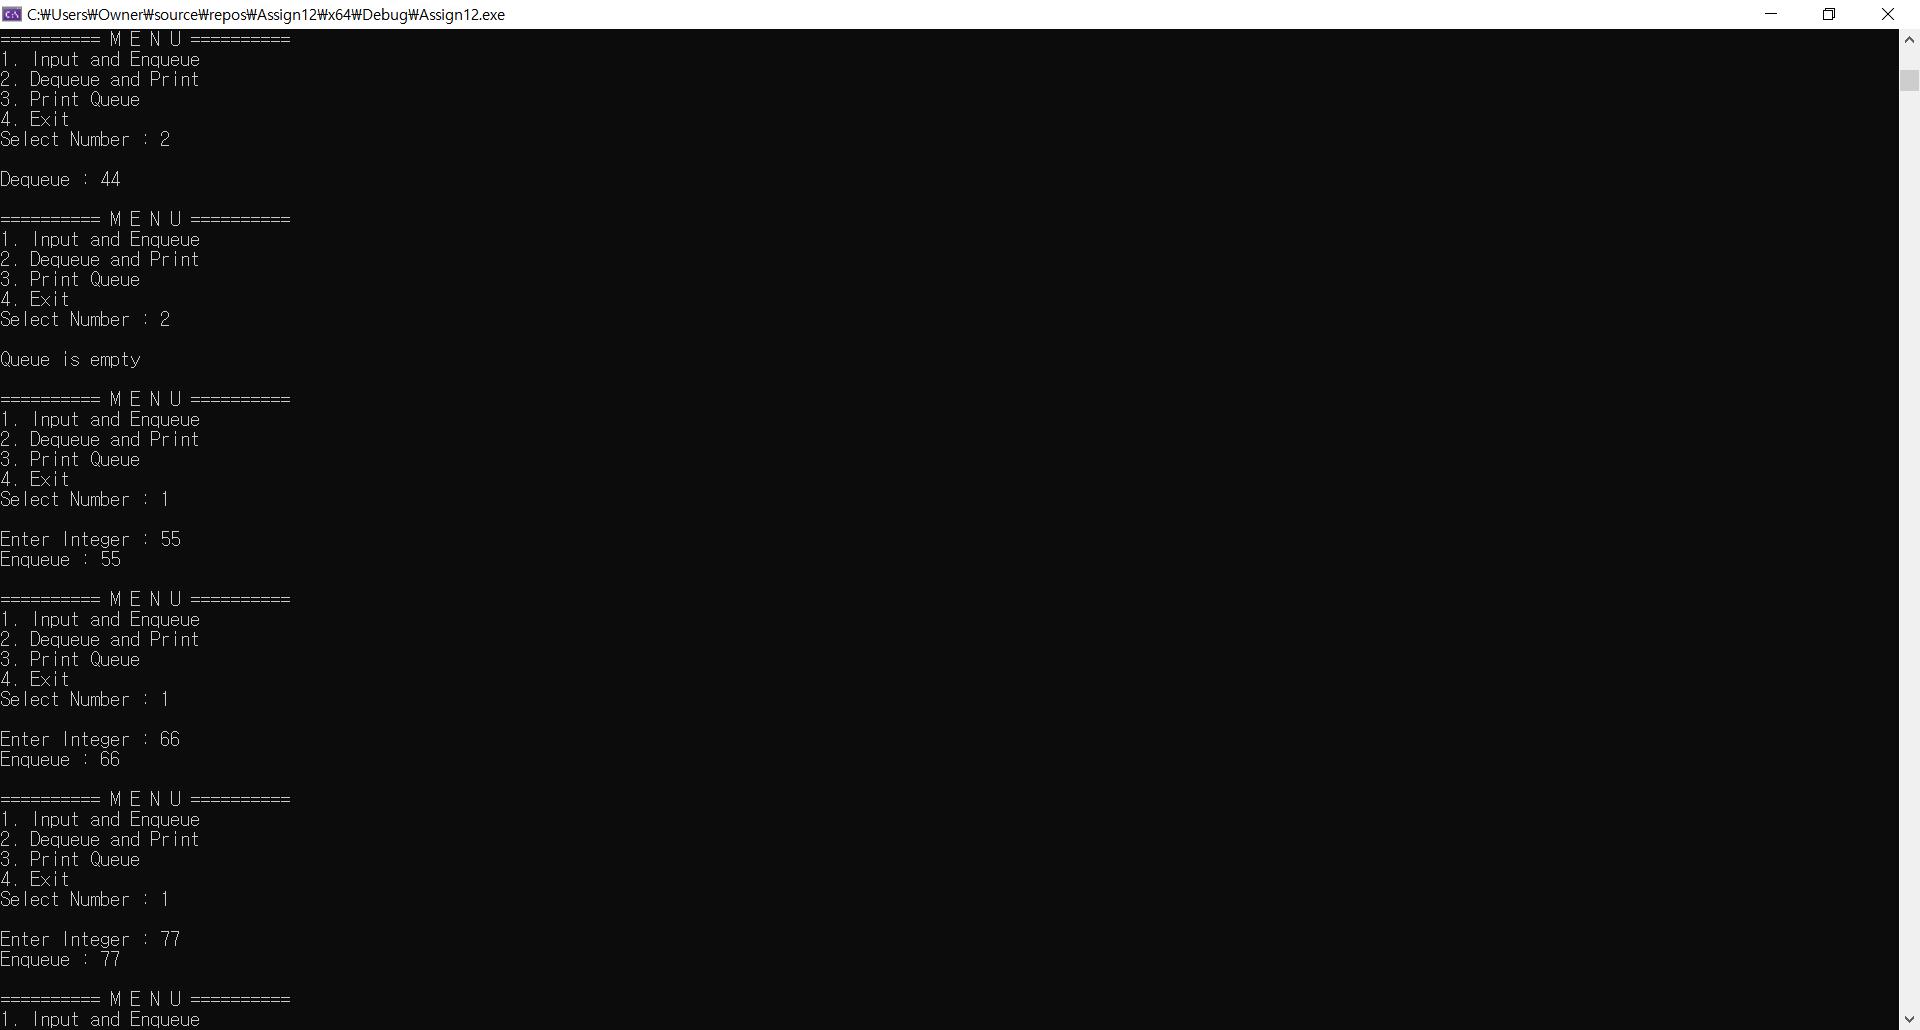 C:₩Users₩Owner₩source₩repos₩Assign12₩x64₩Debug₩Assign12.exe
========== M E N U ==========
1. Input and Enqueue
2. Dequeue and Print
3. Print Queue
4. Exit
Select Number : 2
Dequeue : 44
========== M E N U ==========
1. Input and Enqueue
2. Dequeue and Print
3. Print Queue
4. Exit
Select Number : 2
Queue is empty
========== M E N U ==========
1. Input and Enqueue
2. Dequeue and Print
3. Print Queue
4. Exit
Select Number : 1
Enter Integer : 55
Enqueue : 55
========== M E N U ==========
1. Input and Enqueue
2. Dequeue and Print
3. Print Queue
4. Exit
Select Number : 1
Enter Integer : 66
Enqueue : 66
========== M E N U ==========
1. Input and Enqueue
2. Dequeue and Print
3. Print Queue
4. Exit
Select Number : 1
Enter Integer : 77
Enqueue : 77
========== M E N U ==========
1. Input and Enqueue